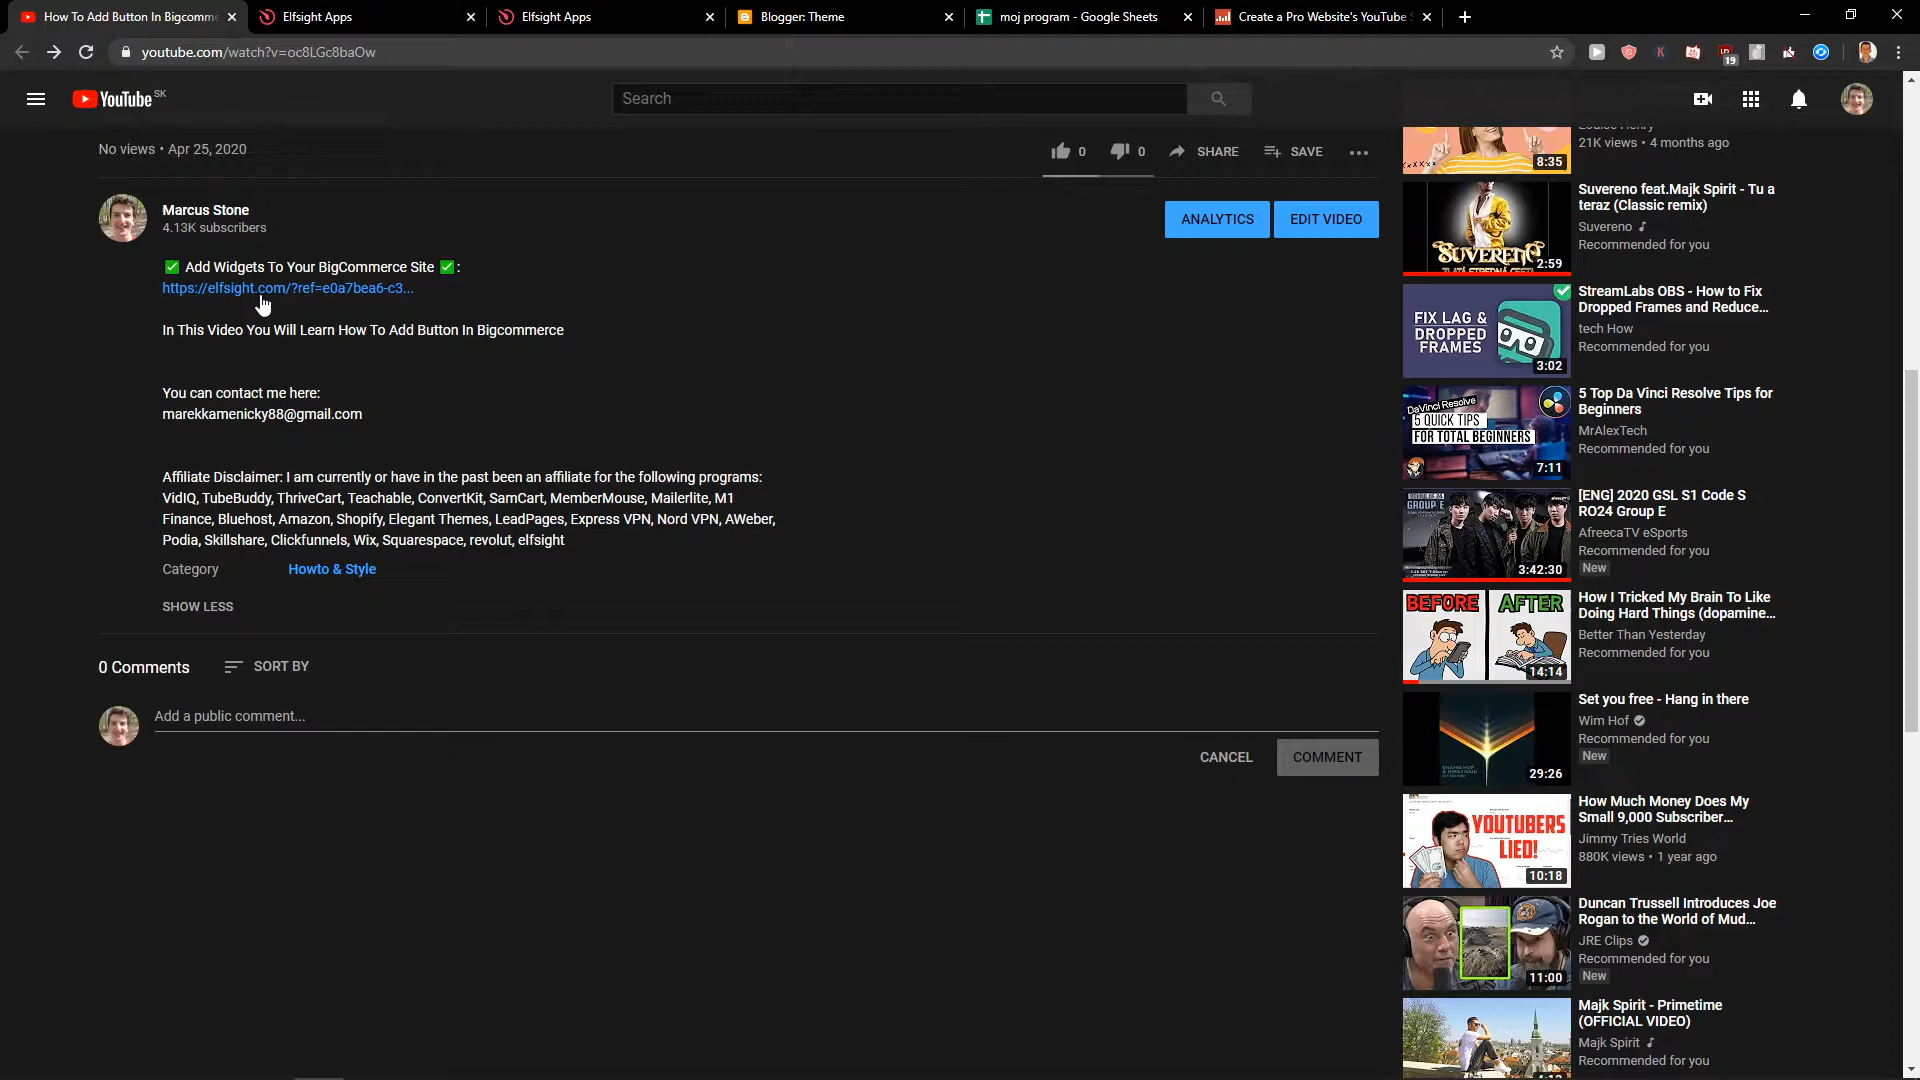 How To Add Button In Bigcomme
Elfsight Apps
Elfsight Apps
Blogger: Theme
moj program - Google Sheets
Create a Pro Website's YouTube
youtube.com/watch?v=oc8LGc8baOw
19
YouTube SK
Search
No views • Apr 25, 2020
0
0
SHARE
SAVE
Marcus Stone
4.13K subscribers
ANALYTICS
EDIT VIDEO
Add Widgets To Your BigCommerce Site :
https://elfsight.com/?ref=e0a7bea6-c3...
In This Video You Will Learn How To Add Button In Bigcommerce
You can contact me here:
marekkamenicky88@gmail.com
Affiliate Disclaimer: I am currently or have in the past been an affiliate for the following programs:
VidIQ, TubeBuddy, ThriveCart, Teachable, ConvertKit, SamCart, MemberMouse, Mailerlite, M1
Finance, Bluehost, Amazon, Shopify, Elegant Themes, LeadPages, Express VPN, Nord VPN, AWeber,
Podia, Skillshare, Clickfunnels, Wix, Squarespace, revolut, elfsight
Category
Howto & Style
SHOW LESS
0 Comments
SORT BY
Add a public comment...
CANCEL
COMMENT
8:35
21K views • 4 months ago
SUVERENO
2:59
Suvereno feat.Majk Spirit - Tu a
teraz (Classic remix)
Suvereno
Recommended for you
FIX LAG &
DROPPED
FRAMES
3:02
StreamLabs OBS - How to Fix
Dropped Frames and Reduce...
tech How
Recommended for you
DaVinci Resolve
5 QUICK TIPS
FOR TOTAL BEGINNERS
7:11
5 Top Da Vinci Resolve Tips for
Beginners
MrAlexTech
Recommended for you
GROUP E
3:42:30
[ENG] 2020 GSL S1 Code S
RO24 Group E
AfreecaTV eSports
Recommended for you
New
BEFORE
AFTER
14:14
How I Tricked My Brain To Like
Doing Hard Things (dopamine...
Better Than Yesterday
Recommended for you
29:26
Set you free - Hang in there
Wim Hof
Recommended for you
New
YOUTUBERS
LIED!
10:18
How Much Money Does My
Small 9,000 Subscriber...
Jimmy Tries World
880K views • 1 year ago
11:00
Duncan Trussell Introduces Joe
Rogan to the World of Mud...
JRE Clips
Recommended for you
New
Majk Spirit - Primetime
(OFFICIAL VIDEO)
Majk Spirit
Recommended for you